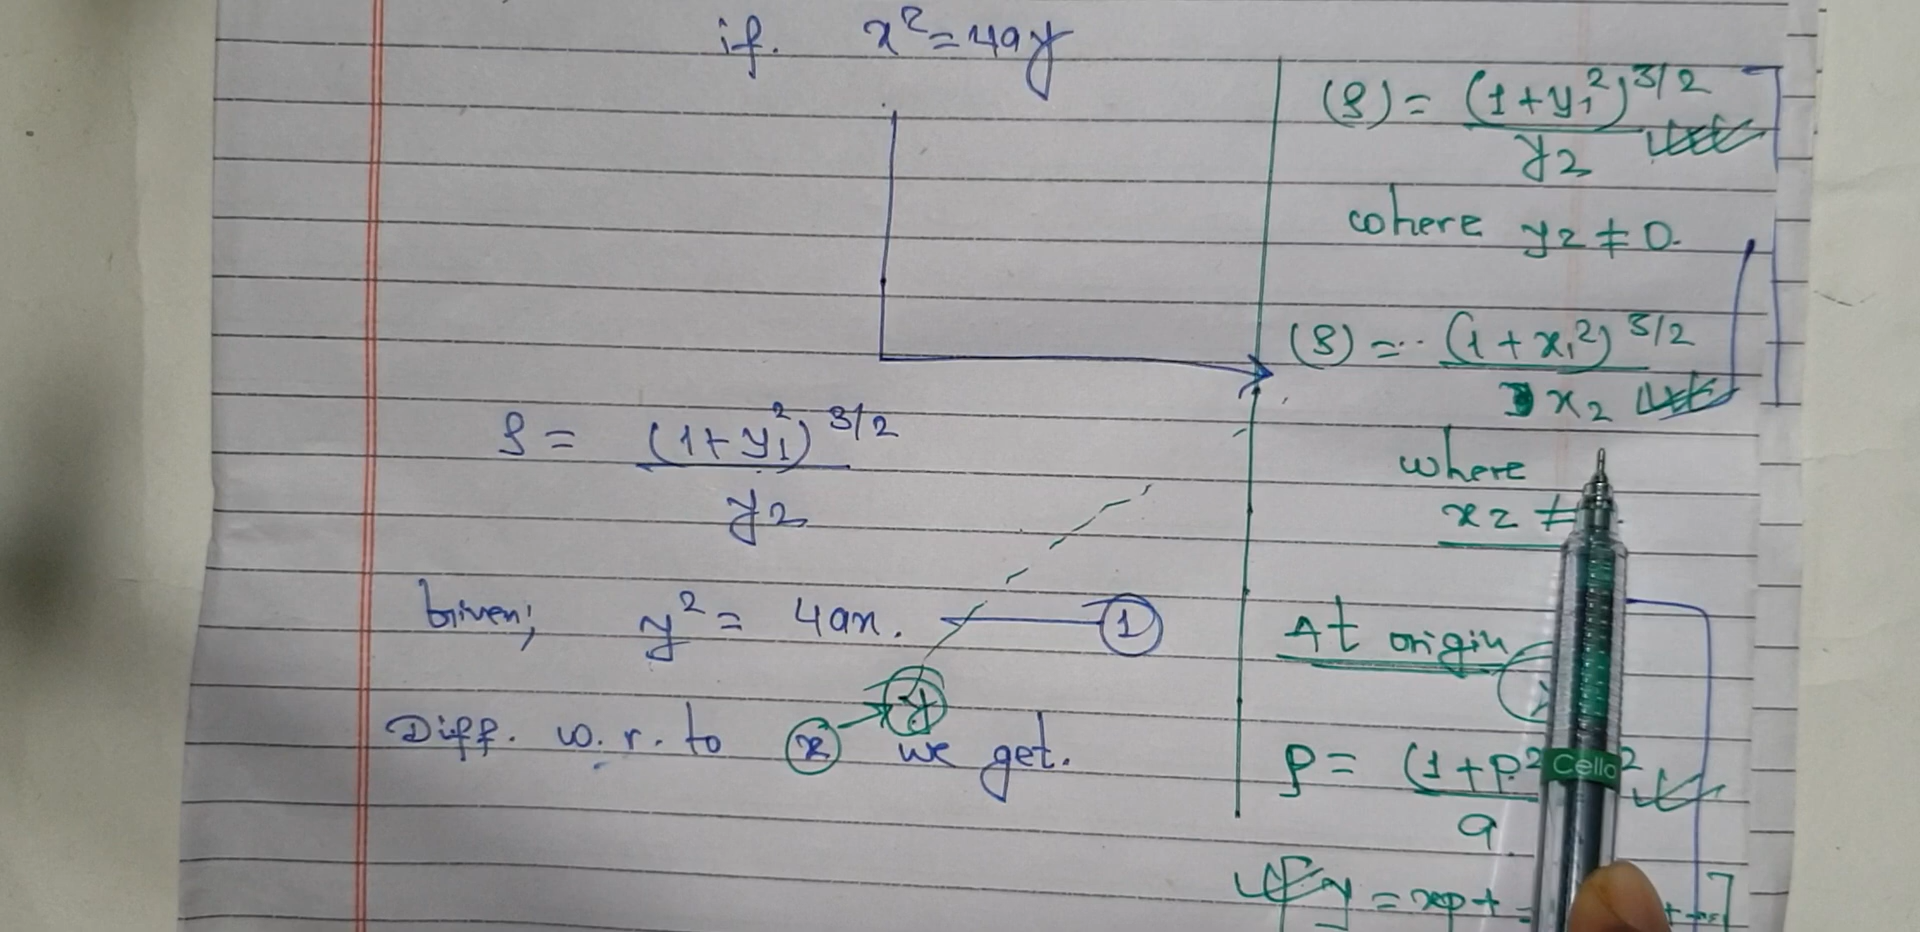 if. x²=4ay
(ρ) = (1+y₁²)^3/2
y₂
where y₂ ≠ 0.
(ρ) = (1+x₁²)^3/2
x₂
where
x₂ ≠
ρ = (1+y₁²)^3/2
y₂
Given; y² = 4ax. ①
Diff. w.r. to x y we get.
At origin
ρ = (1+p²
q
Cello
y = xp +